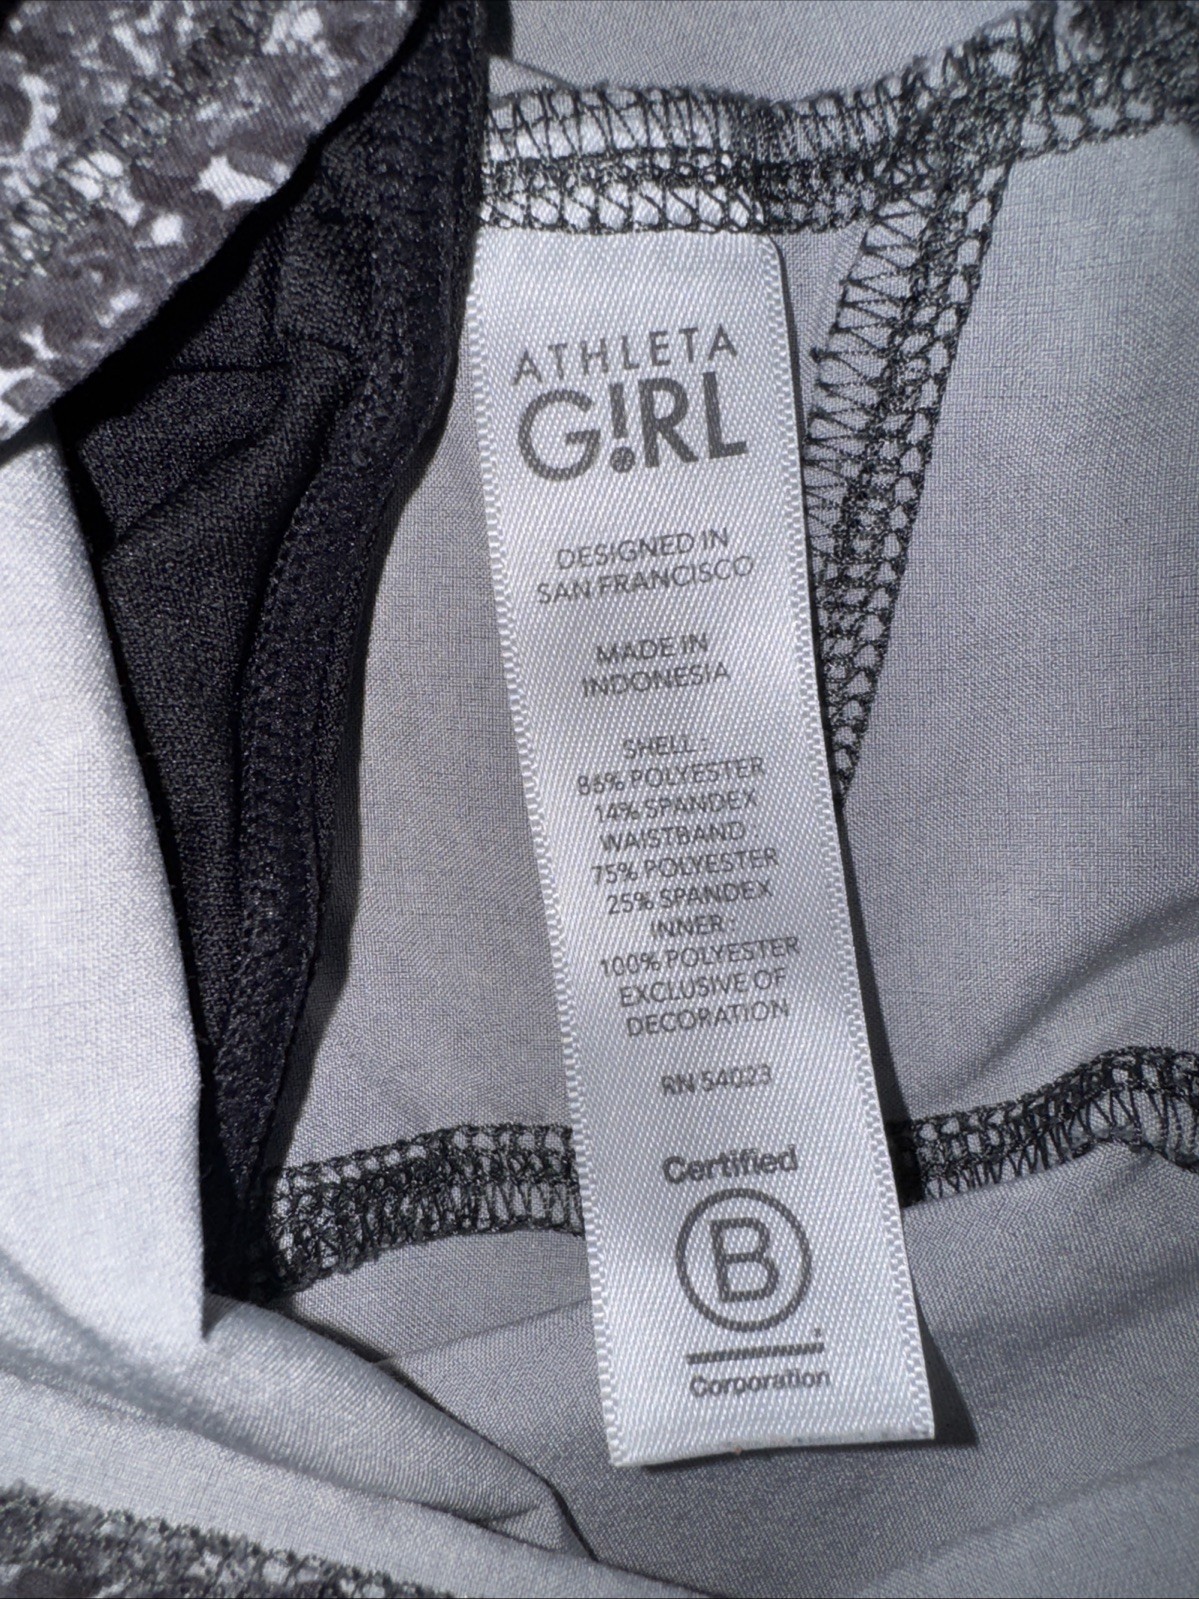 ATHLETA
G!RL
DESIGNED IN
SAN FRANCISCO
MADE IN
INDONESIA
SHELL :
86% POLYESTER
14% SPANDEX
WAISTBAND :
75% POLYESTER
25% SPANDEX
INNER :
100% POLYESTER
EXCLUSIVE OF
DECORATION
RN 54023
Certified
B
Corporation